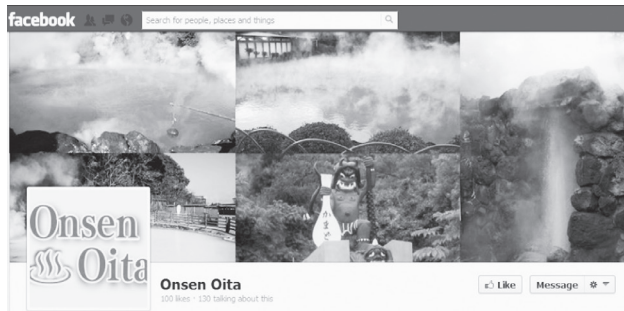 facebook
Search for people, places and things
Onsen
Oita
Onsen Oita
100 likes · 130 talking about this
Like
Message